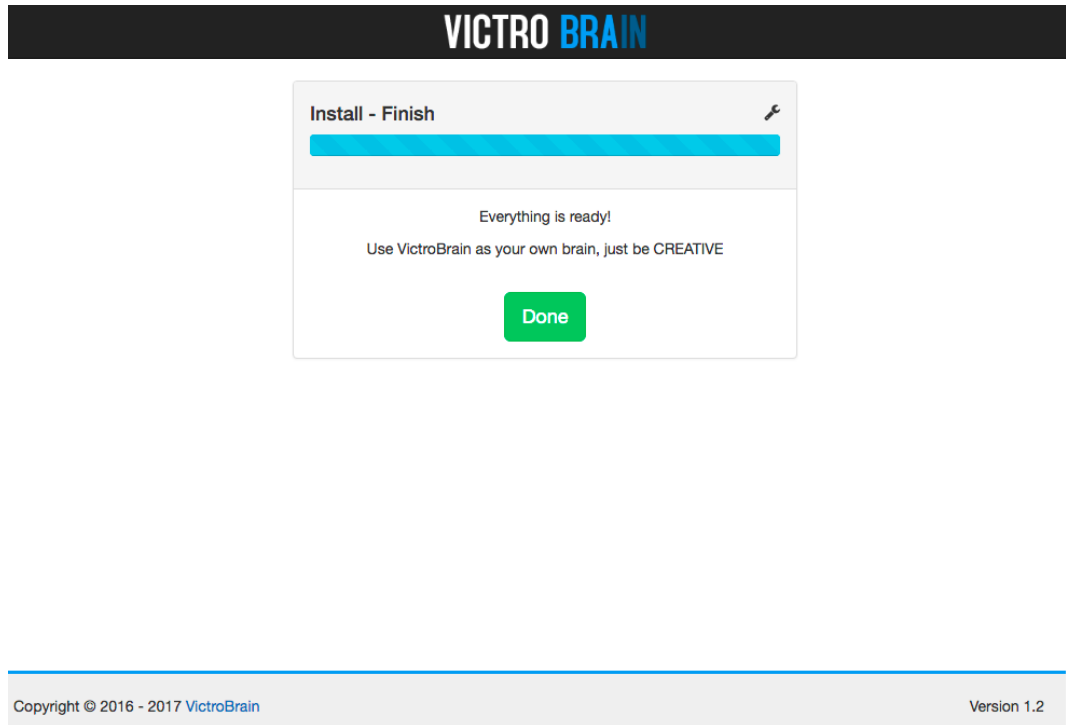 VICTRO BRAIN
Install - Finish
Everything is ready!
Use VictroBrain as your own brain, just be CREATIVE
Done
Copyright © 2016 - 2017 VictroBrain
Version 1.2